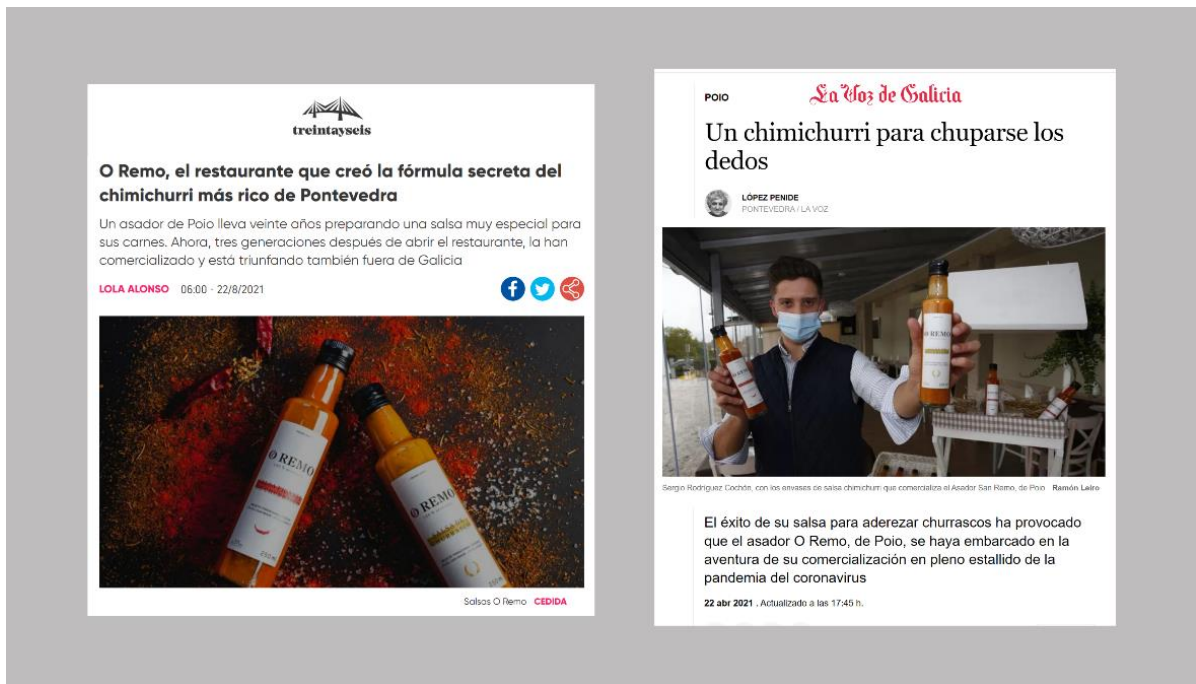 treintayseis
O Remo, el restaurante que creó la fórmula secreta del
chimichurri más rico de Pontevedra
Un asador de Poio lleva veinte años preparando una salsa muy especial para
sus carnes. Ahora, tres generaciones después de abrir el restaurante, la han
comercializado y está triunfando también fuera de Galicia
LOLA ALONSO 06:00 - 22/8/2021
O REMO
250 ml
O REMO
Salsas O Remo CEDIDA
POIO
La Voz de Galicia
Un chimichurri para chuparse los
dedos
LÓPEZ PENIDE
PONTEVEDRA / LA VOZ
O REMO
O REMO
Sergio Rodríguez Cochón, con los envases de salsa chimichurri que comercializa el Asador San Remo, de Poio Ramón Leiro
El éxito de su salsa para aderezar churrascos ha provocado
que el asador O Remo, de Poio, se haya embarcado en la
aventura de su comercialización en pleno estallido de la
pandemia del coronavirus
22 abr 2021 . Actualizado a las 17:45 h.